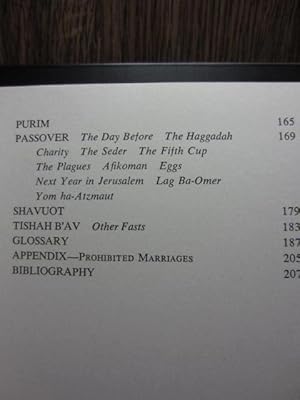 PURIM 165
PASSOVER The Day Before The Haggadah 169
Charity The Seder The Fifth Cup
The Plagues Afikoman Eggs
Next Year in Jerusalem Lag Ba-Omer
Yom ha-Atzmaut
SHAVUOT 179
TISHAH B'AV Other Fasts 183
GLOSSARY 187
APPENDIX—PROHIBITED MARRIAGES 205
BIBLIOGRAPHY 207